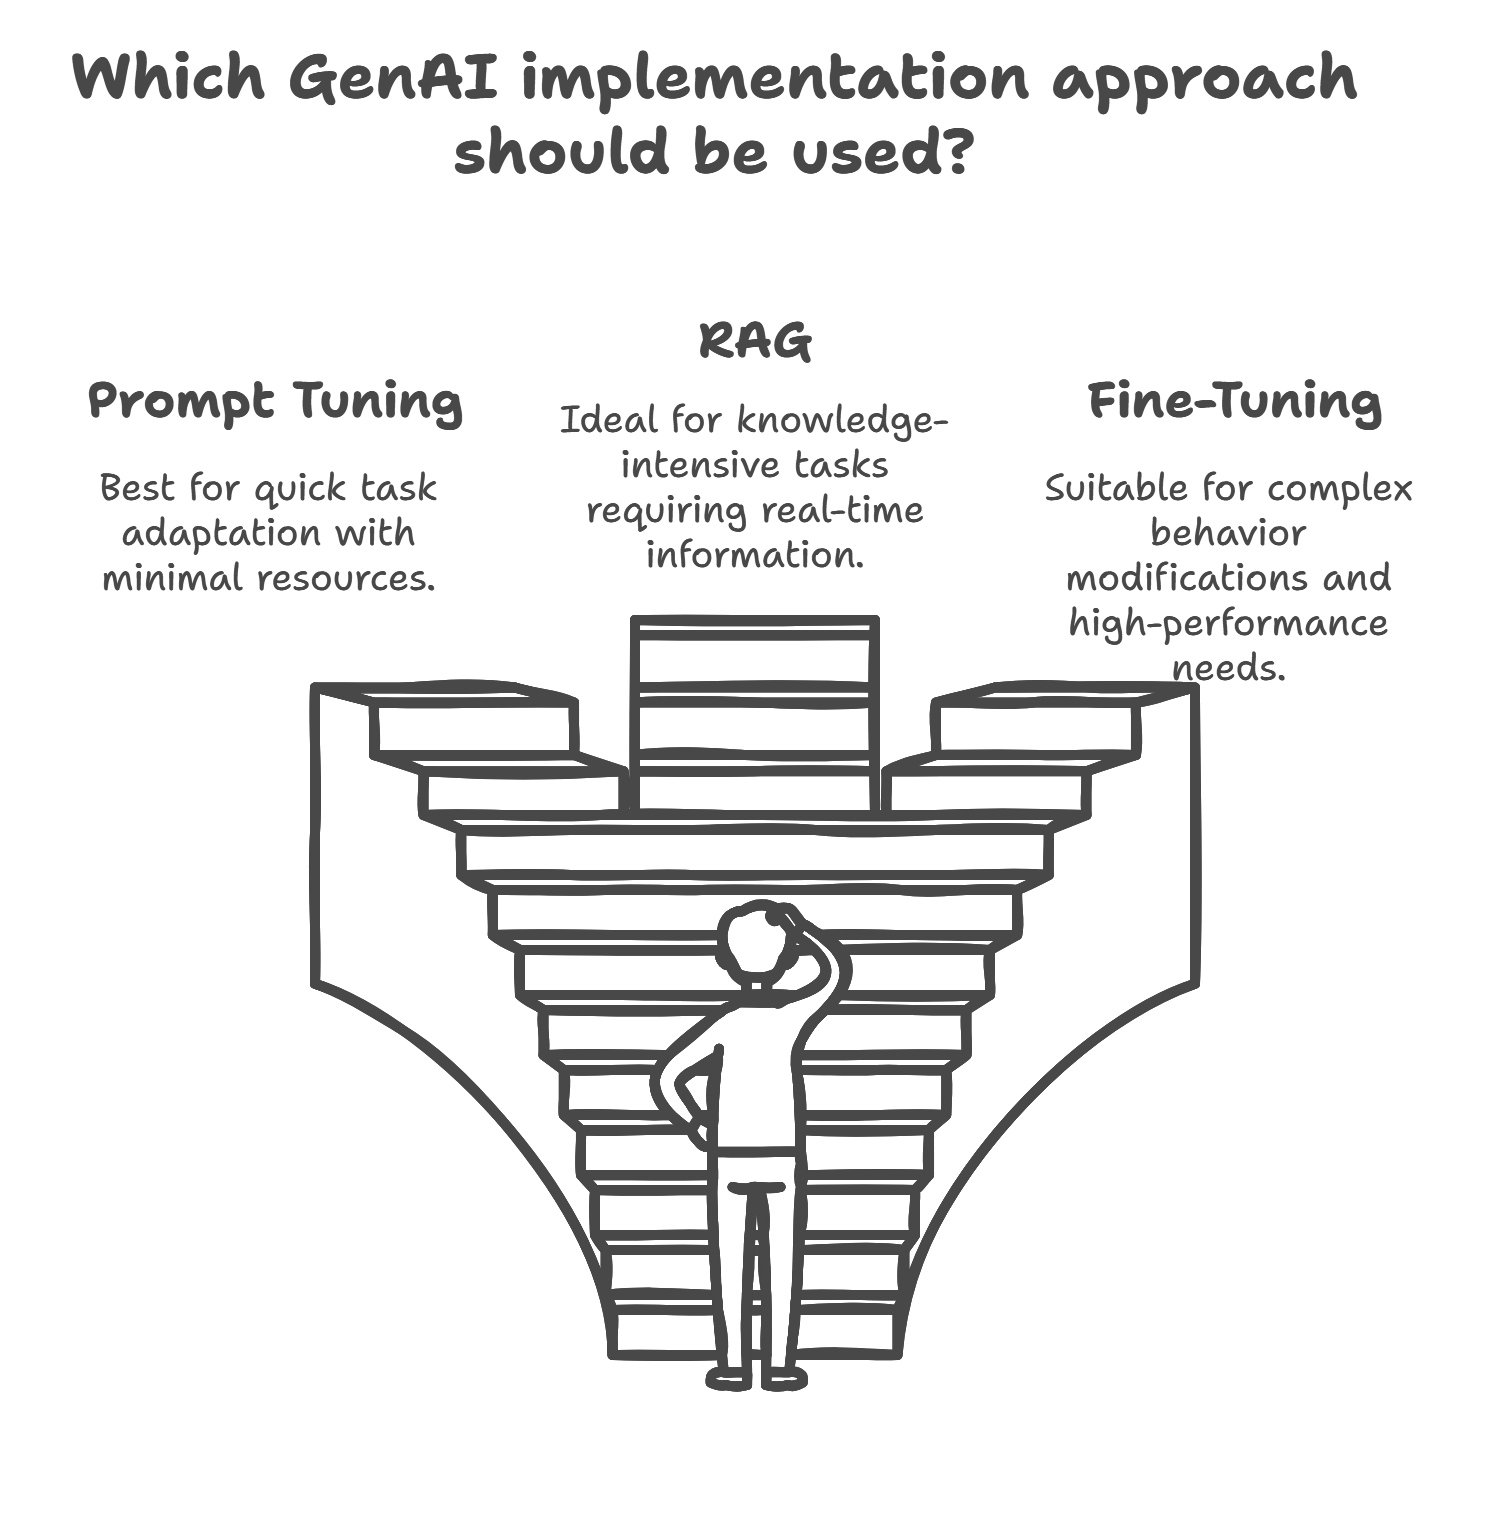 Which GenAI implementation approach
should be used?
Prompt Tuning
Best for quick task
adaptation with
minimal resources.
RAG
Ideal for knowledge-
intensive tasks
requiring real-time
information.
Fine-Tuning
Suitable for complex
behavior
modifications and
high-performance
needs.